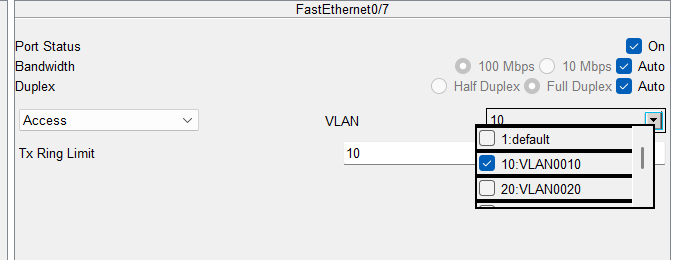 FastEthernet0/7
Port Status On
Bandwidth 100 Mbps 10 Mbps Auto
Duplex Half Duplex Full Duplex Auto
Access VLAN 10
1:default
Tx Ring Limit 10
10:VLAN0010
20:VLAN0020